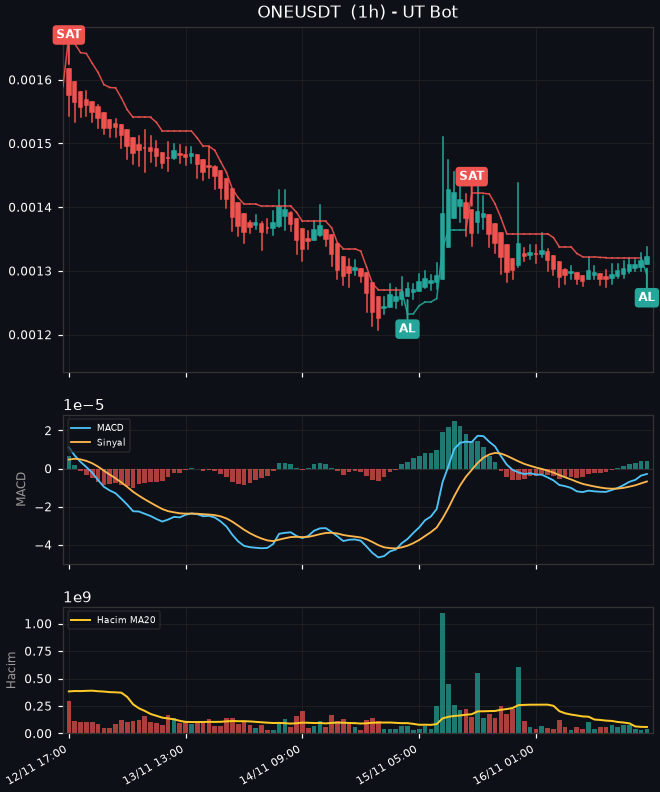 ONEUSDT  (1h) - UT Bot
SAT
0.0016
0.0015
0.0014
SAT
0.0013
AL
0.0012
AL
1e−5
MACD
Sinyal
2
0
−2
−4
MACD
1e9
Hacim MA20
1.00
0.75
0.50
0.25
0.00
Hacim
12/11 17:00
13/11 13:00
14/11 09:00
15/11 05:00
16/11 01:00